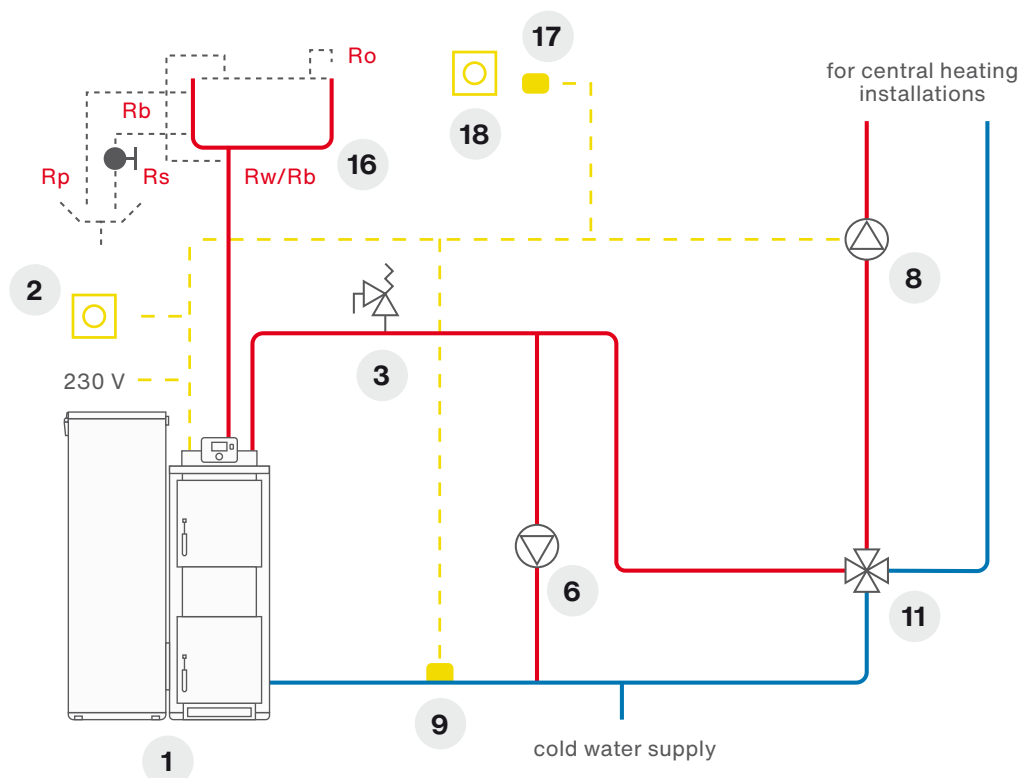 17
Ro
for central heating
installations
Rb
18
16
Rp
Rs
Rw/Rb
8
2
3
230 V
6
11
9
cold water supply
1